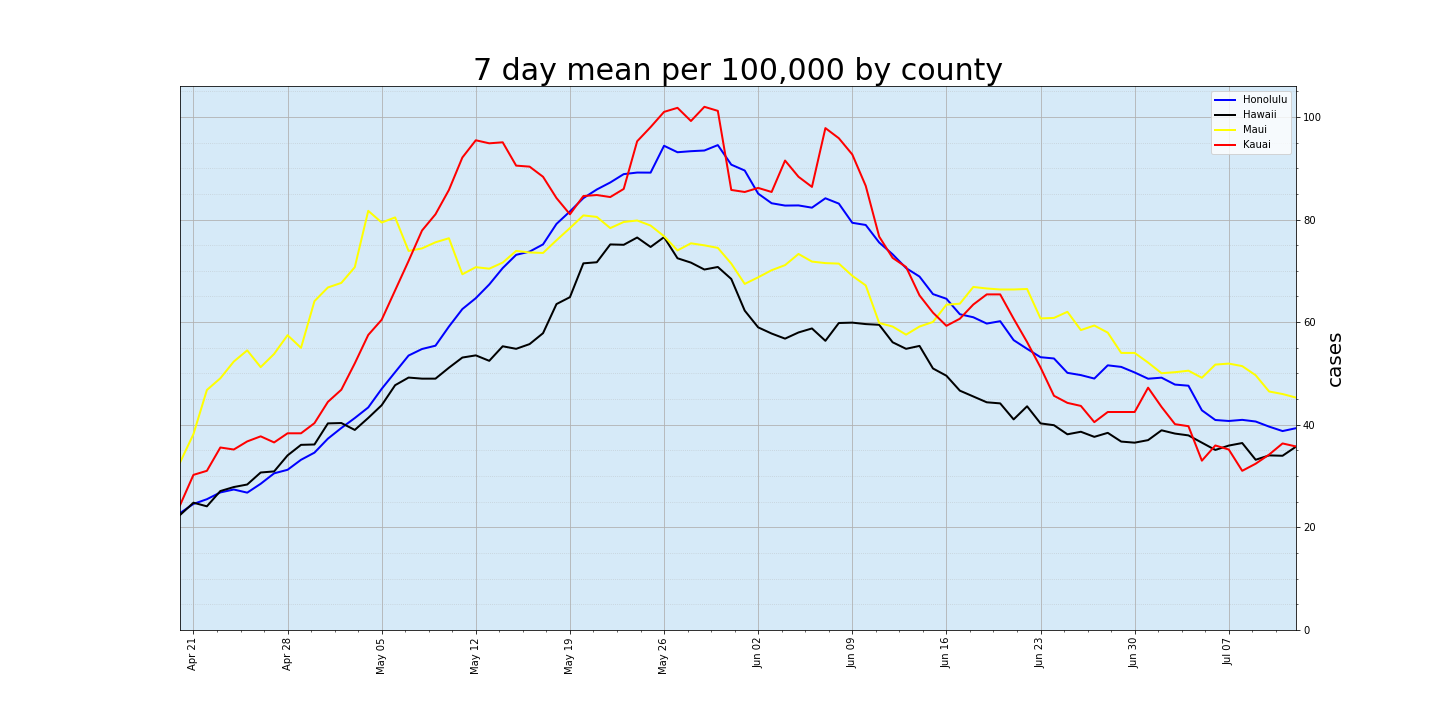 7 day mean per 100,000 by county
Honolulu
Hawaii
Maui
Kauai
100
80
60
40
20
0
cases
Apr 21
Apr 28
May 05
May 12
May 19
May 26
Jun 02
Jun 09
Jun 16
Jun 23
Jun 30
Jul 07